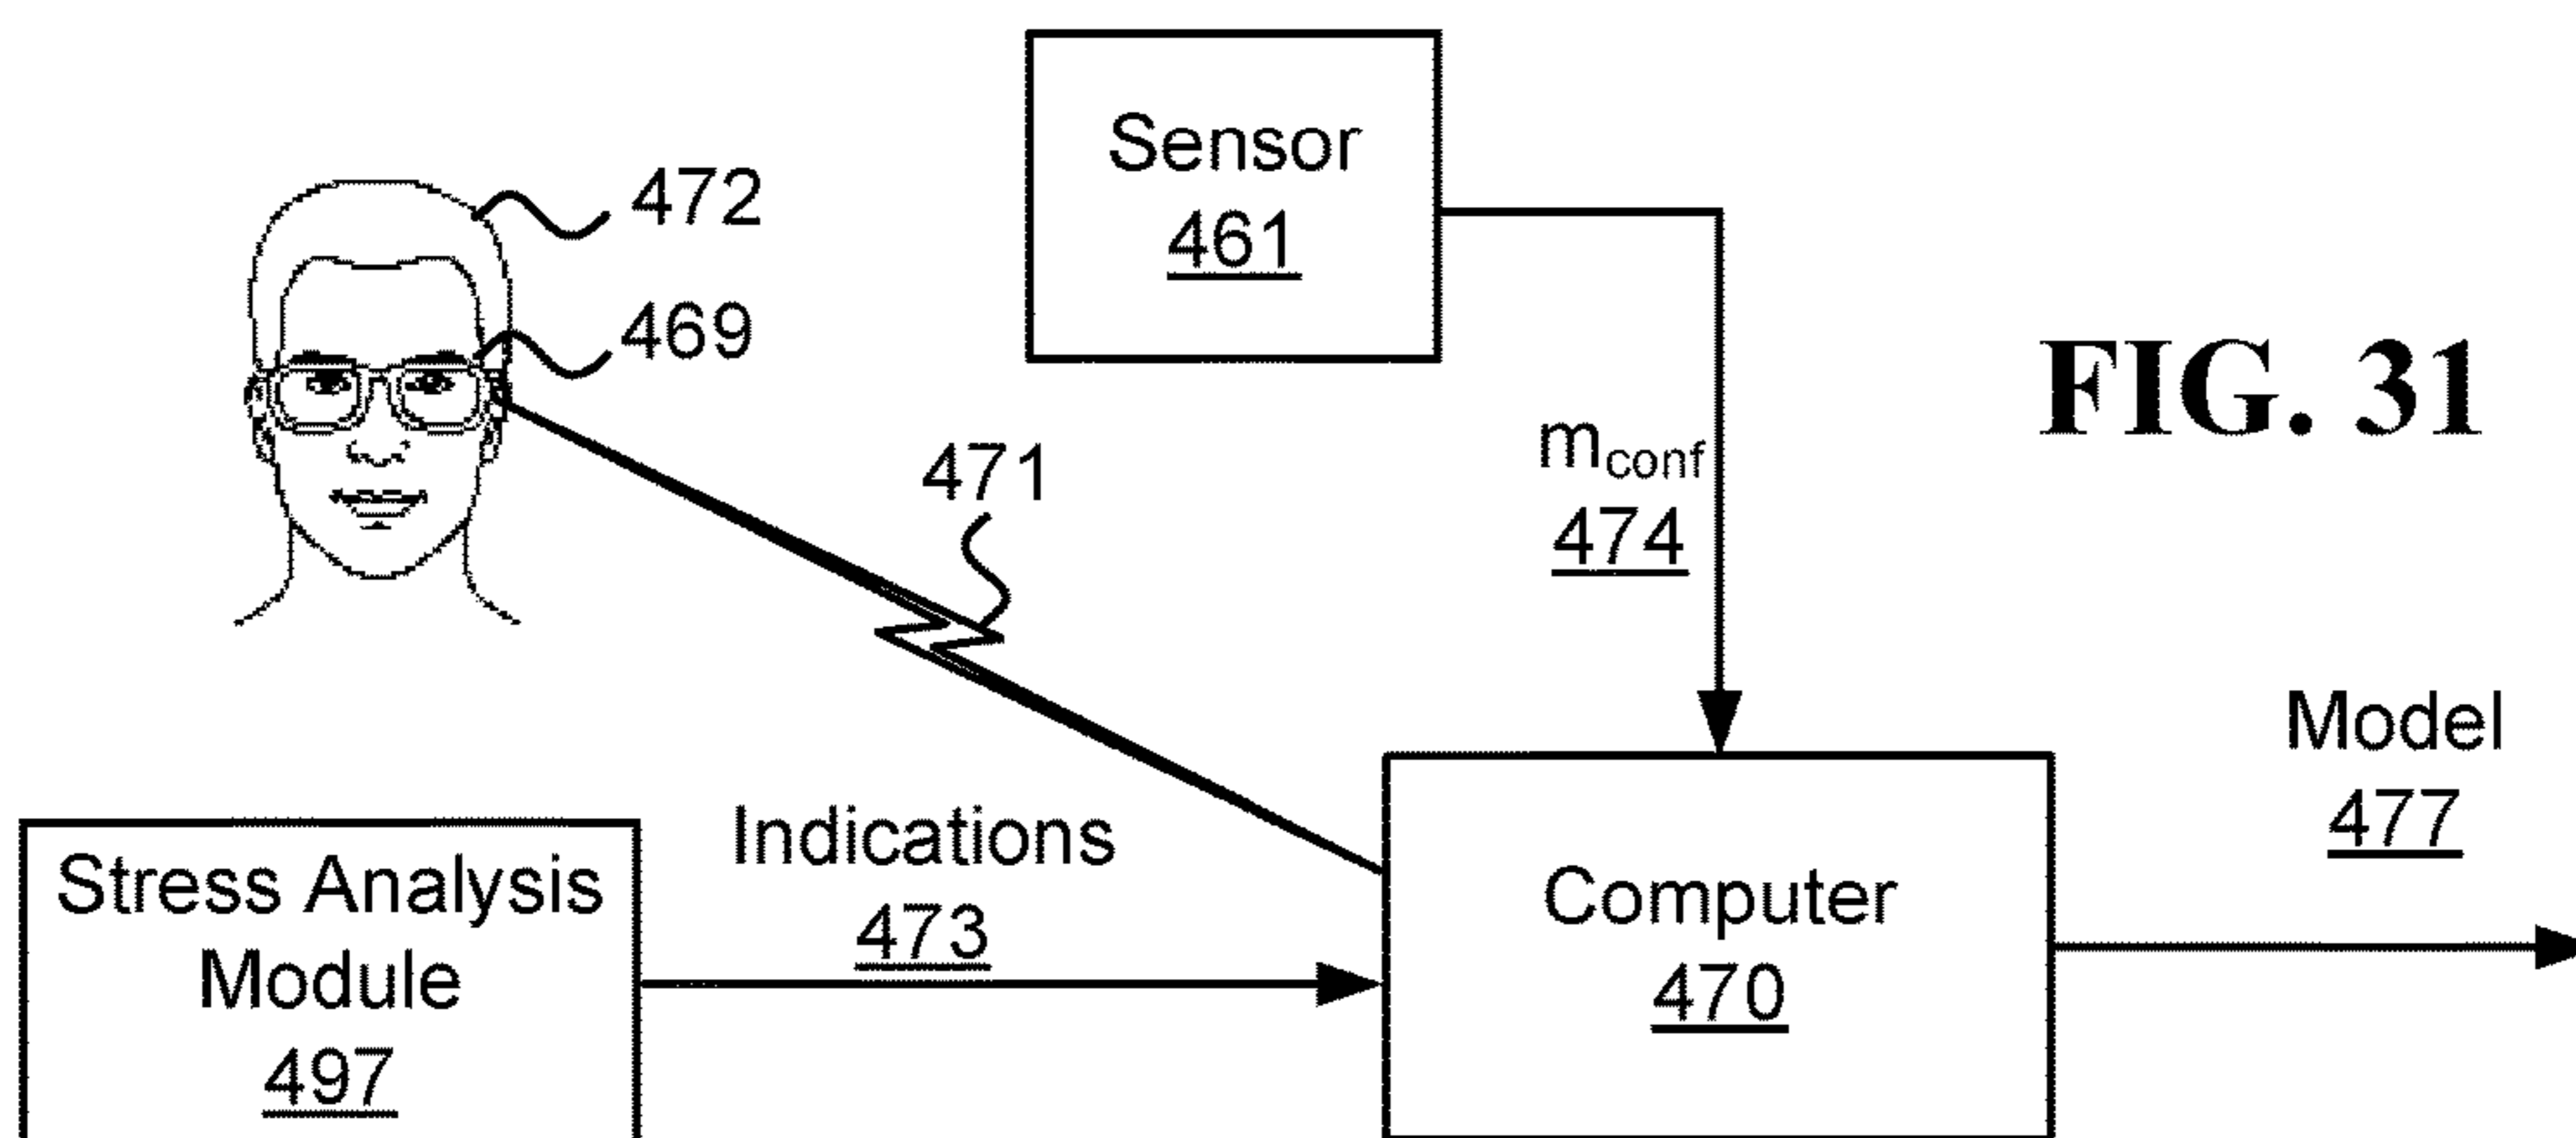 Sensor
461
472
469
FIG. 31
471
m_conf
474
Model
477
Indications
473
Stress Analysis
Module
497
Computer
470